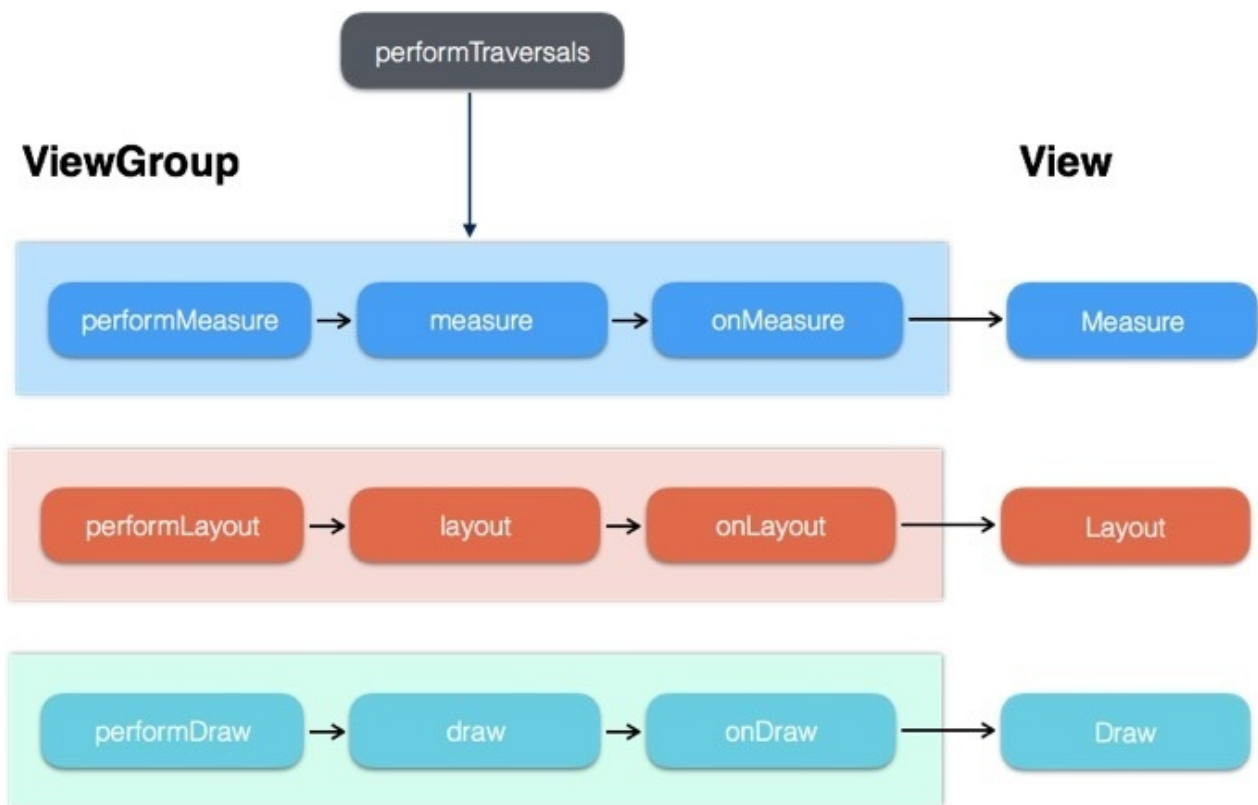 performTraversals
ViewGroup
View
performMeasure
measure
onMeasure
Measure
performLayout
layout
onLayout
Layout
performDraw
draw
onDraw
Draw